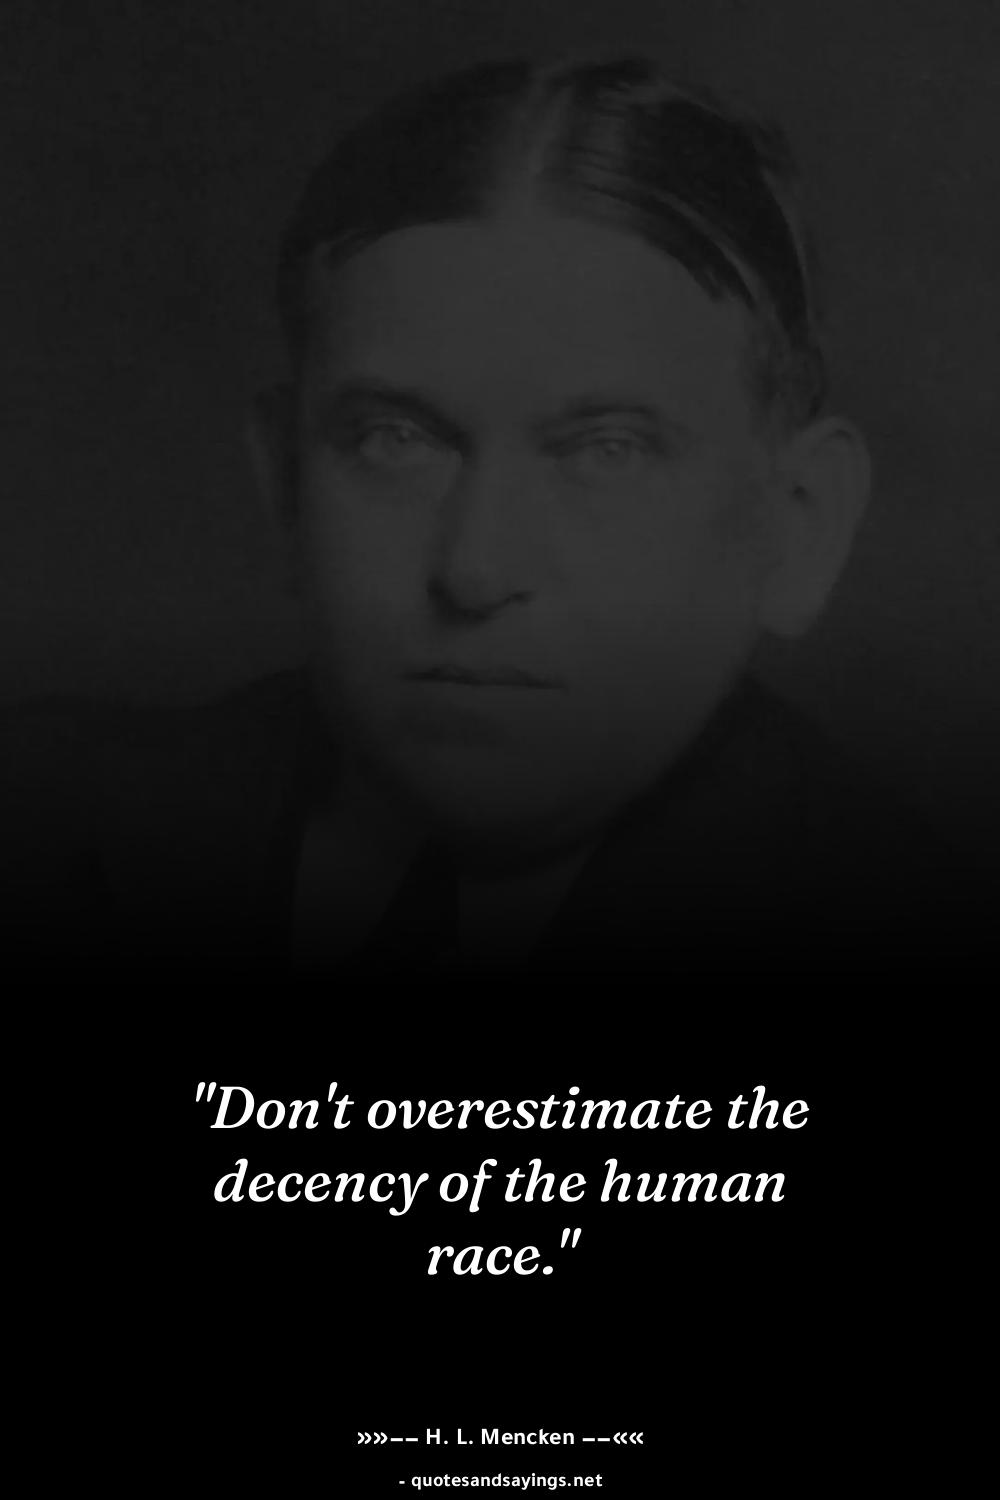 "Don't overestimate the
decency of the human
race."
»»–– H. L. Mencken ––««
- quotesandsayings.net